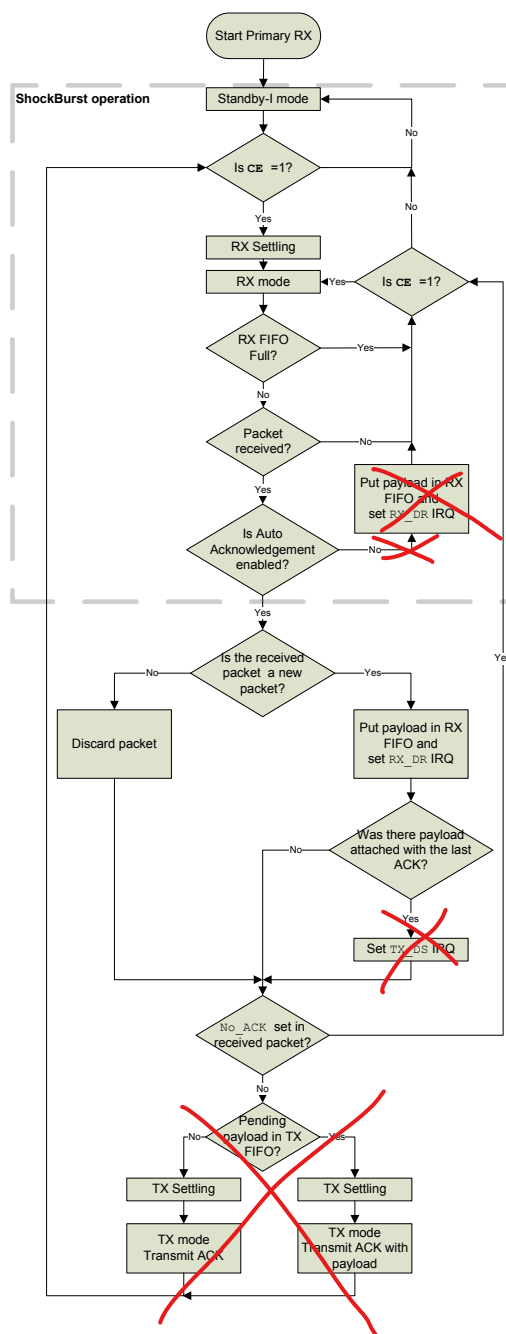 Start Primary RX
ShockBurst operation
Standby-I mode
No
Is CE =1?
No
Yes
RX Settling
RX mode
Yes
Is CE =1?
RX FIFO
Full?
Yes
No
Packet
received?
No
Yes
Put payload in RX
FIFO and
set RX_DR IRQ
Is Auto
Acknowledgement
enabled?
No
Yes
Ye
Is the received
packet a new
packet?
No
Yes
Discard packet
Put payload in RX
FIFO and
set RX_DR IRQ
Was there payload
attached with the last
ACK?
No
Yes
Set TX_DS IRQ
No_ACK set in
received packet?
No
Pending
payload in TX
FIFO?
No
Yes
TX Settling
TX Settling
TX mode
Transmit ACK
TX mode
Transmit ACK with
payload